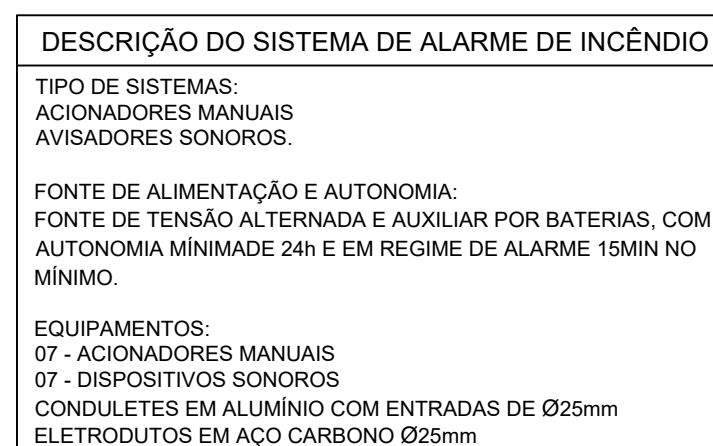 DESCRIÇÃO DO SISTEMA DE ALARME DE INCÊNDIO
TIPO DE SISTEMAS:
ACIONADORES MANUAIS
AVISADORES SONOROS.
FONTE DE ALIMENTAÇÃO E AUTONOMIA:
FONTE DE TENSÃO ALTERNADA E AUXILIAR POR BATERIAS, COM
AUTONOMIA MÍNIMADE 24h E EM REGIME DE ALARME 15MIN NO
MÍNIMO.
EQUIPAMENTOS:
07 - ACIONADORES MANUAIS
07 - DISPOSITIVOS SONOROS
CONDULETES EM ALUMÍNIO COM ENTRADAS DE Ø25mm
ELETRODUTOS EM AÇO CARBONO Ø25mm